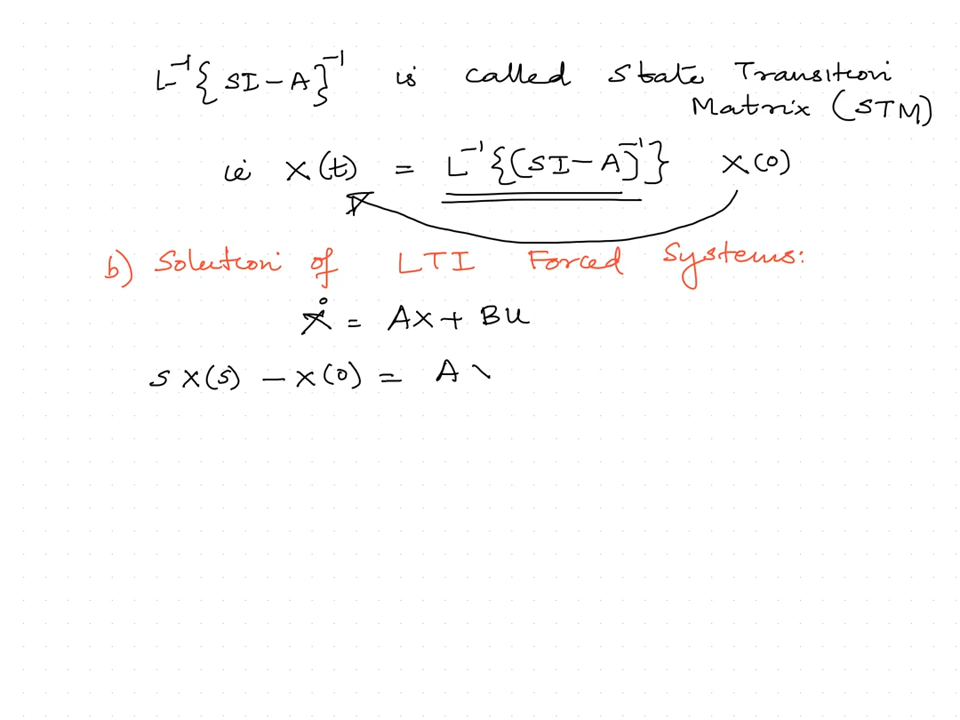 L⁻¹{SI-A}⁻¹ is called State Transition
Matrix (STM)
ie X(t) = L⁻¹{(SI-A)⁻¹} X(0)
b) Solution of LTI Forced Systems:
Ẋ = AX + BU
S X(S) - X(0) = A